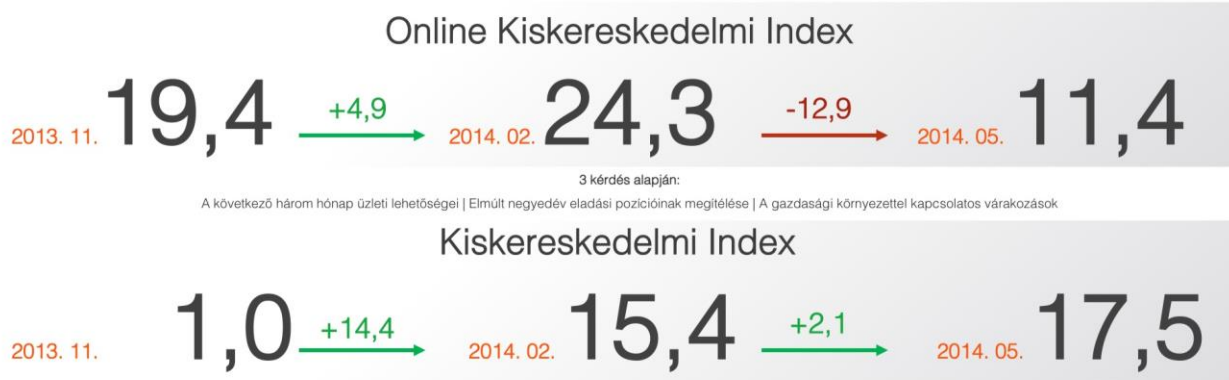 Online Kiskereskedelmi Index
2013. 11. 19,4 +4,9 2014. 02. 24,3 -12,9 2014. 05. 11,4
3 kérdés alapján:
A következő három hónap üzleti lehetőségei | Elmúlt negyedév eladási pozícióinak megítélése | A gazdasági környezettel kapcsolatos várakozások
Kiskereskedelmi Index
2013. 11. 1,0 +14,4 2014. 02. 15,4 +2,1 2014. 05. 17,5